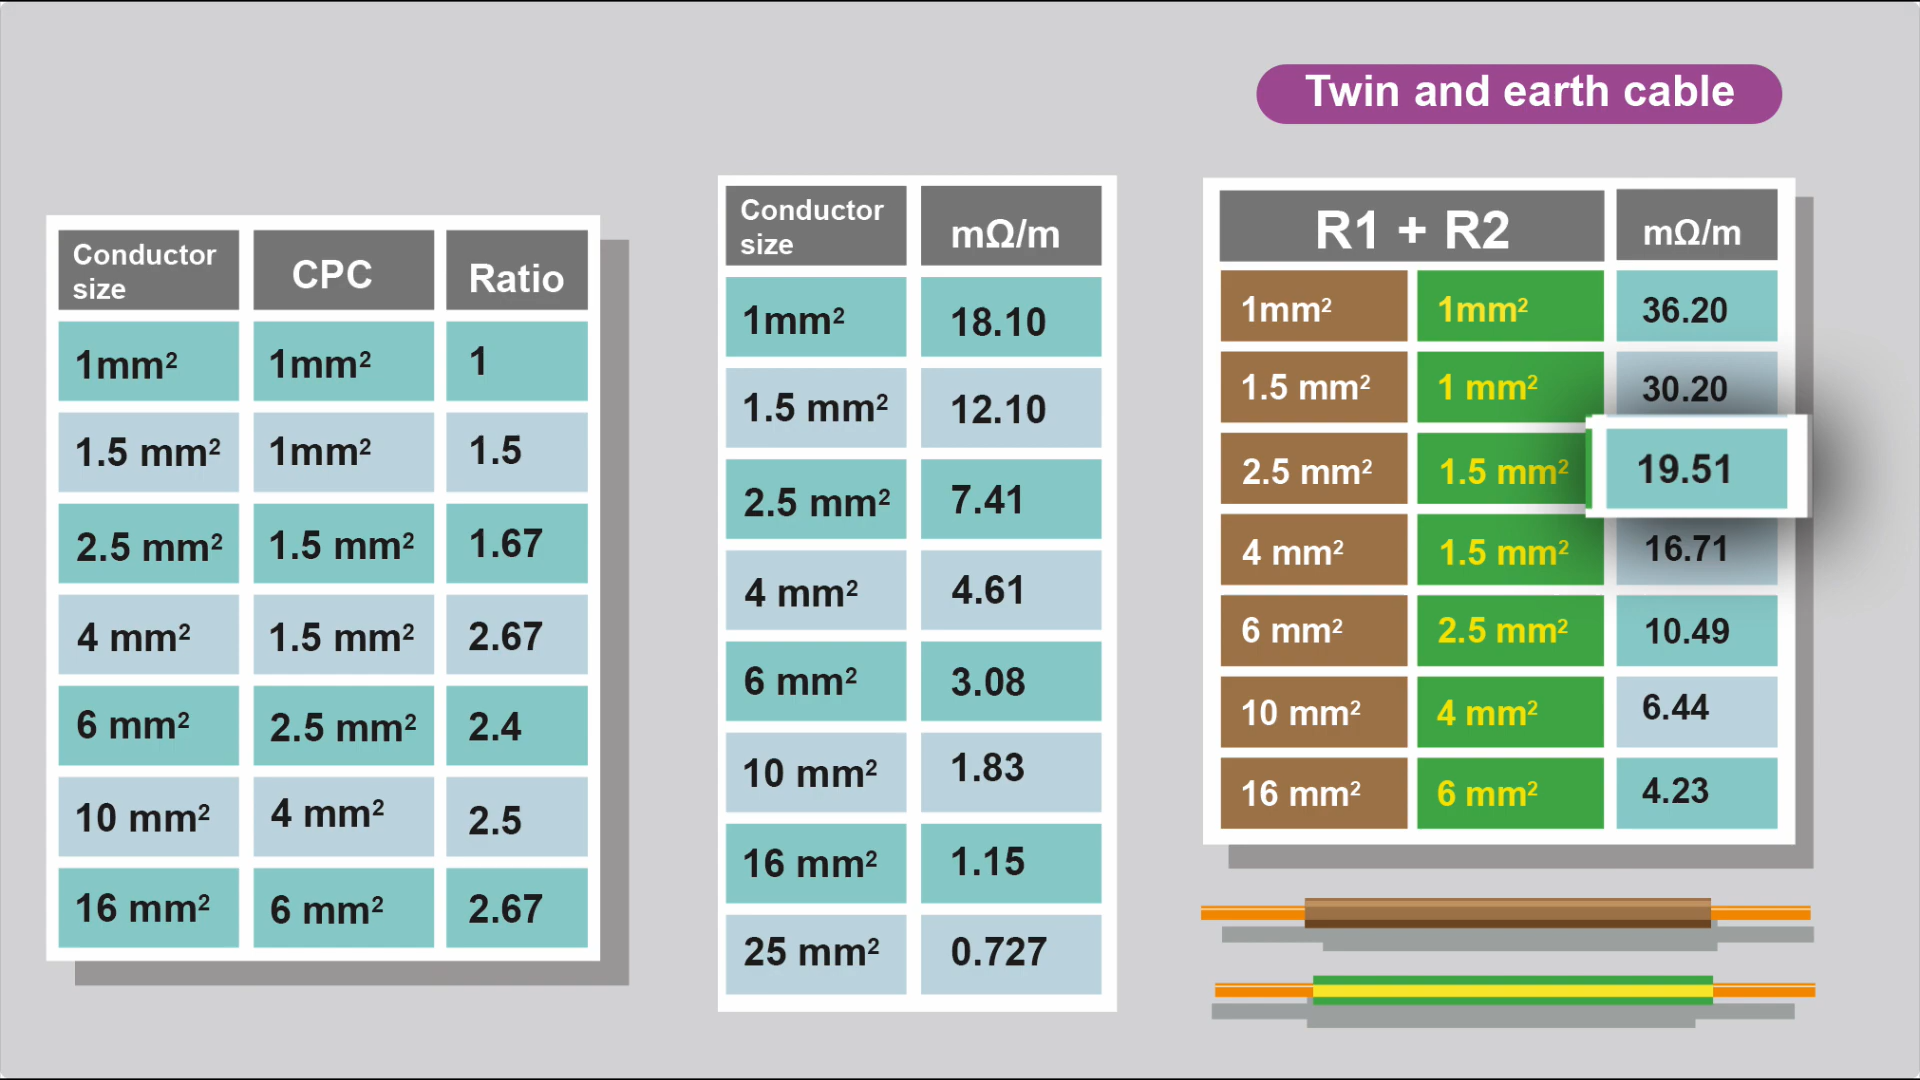 Twin and earth cable
Conductor size CPC Ratio
1mm² 1mm² 1
1.5 mm² 1mm² 1.5
2.5 mm² 1.5 mm² 1.67
4 mm² 1.5 mm² 2.67
6 mm² 2.5 mm² 2.4
10 mm² 4 mm² 2.5
16 mm² 6 mm² 2.67
Conductor size mΩ/m
1mm² 18.10
1.5 mm² 12.10
2.5 mm² 7.41
4 mm² 4.61
6 mm² 3.08
10 mm² 1.83
16 mm² 1.15
25 mm² 0.727
R1 + R2 mΩ/m
1mm² 1mm² 36.20
1.5 mm² 1 mm² 30.20
2.5 mm² 1.5 mm² 19.51
4 mm² 1.5 mm² 16.71
6 mm² 2.5 mm² 10.49
10 mm² 4 mm² 6.44
16 mm² 6 mm² 4.23